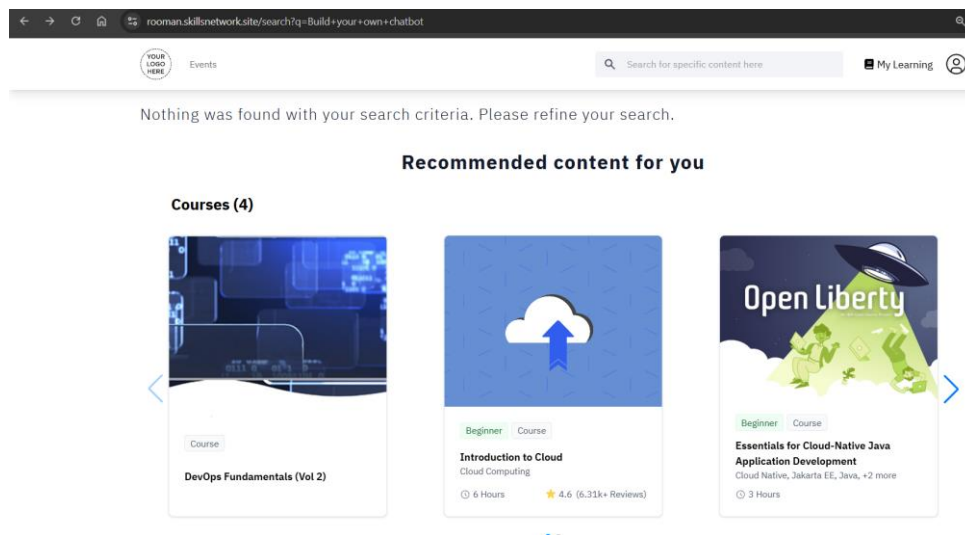 rooman.skillsnetwork.site/search?q=Build+your+own+chatbot
YOUR
LOGO
HERE
Events
Search for specific content here
My Learning
Nothing was found with your search criteria. Please refine your search.
Recommended content for you
Courses (4)
Course
DevOps Fundamentals (Vol 2)
Beginner Course
Introduction to Cloud
Cloud Computing
6 Hours 4.6 (6.31k+ Reviews)
Open Liberty
Beginner Course
Essentials for Cloud-Native Java
Application Development
Cloud Native, Jakarta EE, Java, +2 more
3 Hours